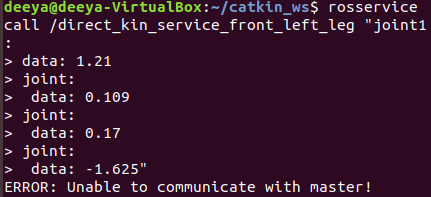 deeya@deeya-VirtualBox:~/catkin_ws$ rosservice
call /direct_kin_service_front_left_leg "joint1
:
> data: 1.21
> joint:
>  data: 0.109
> joint:
>  data: 0.17
> joint:
>  data: -1.625"
ERROR: Unable to communicate with master!